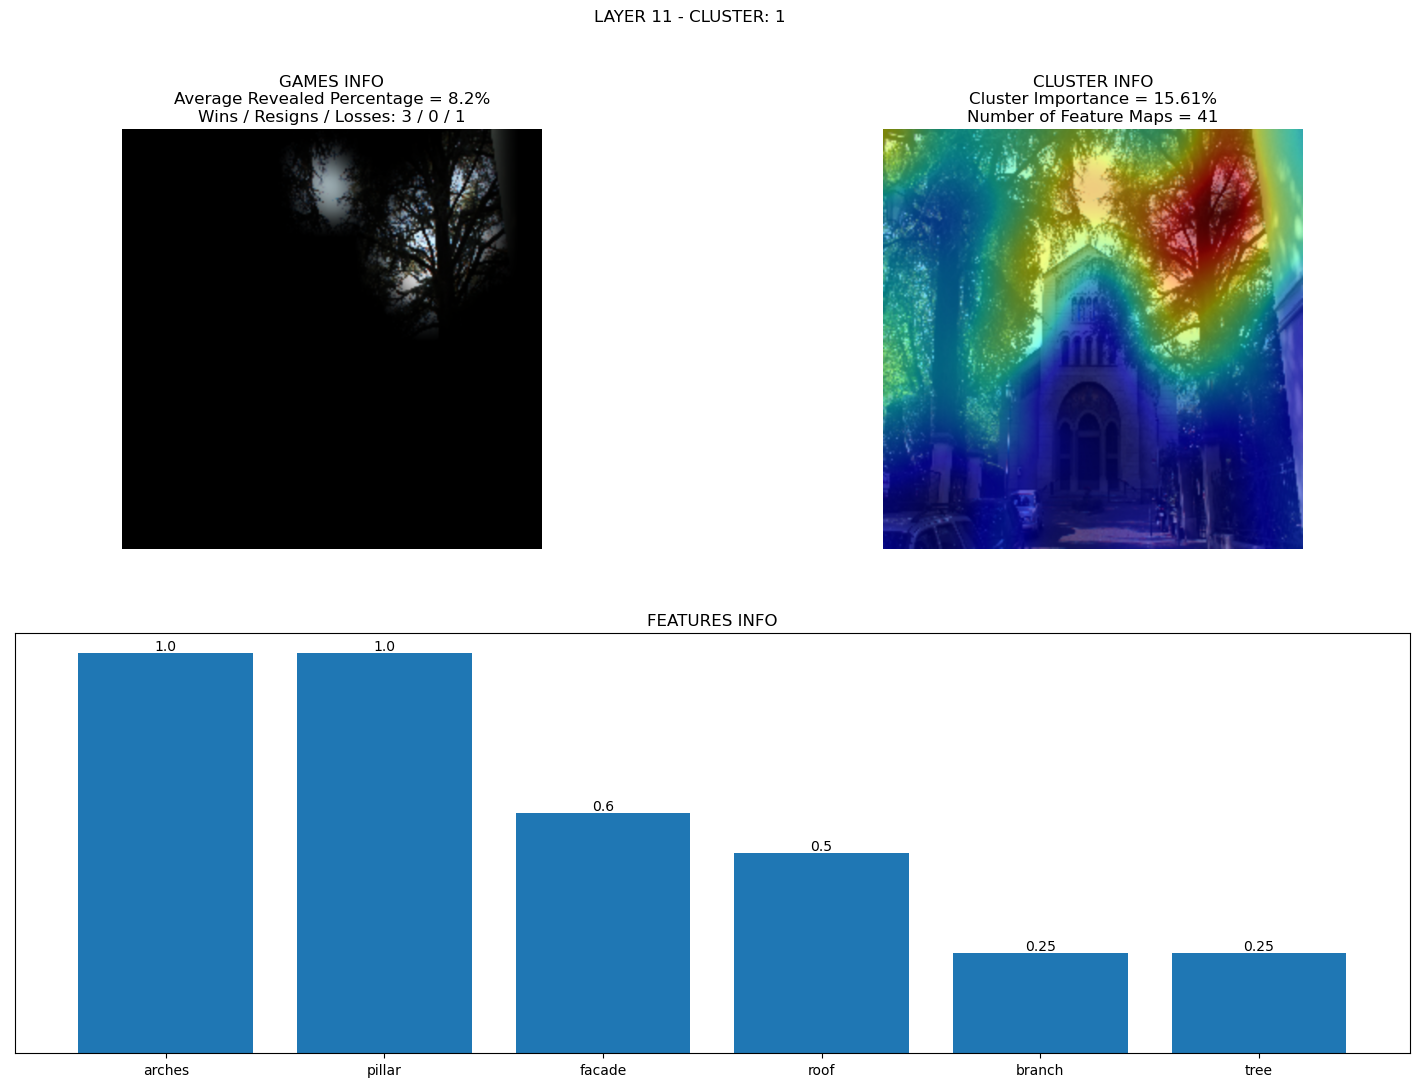 LAYER 11 - CLUSTER: 1
GAMES INFO
Average Revealed Percentage = 8.2%
Wins / Resigns / Losses: 3 / 0 / 1
CLUSTER INFO
Cluster Importance = 15.61%
Number of Feature Maps = 41
FEATURES INFO
1.0
1.0
0.6
0.5
0.25
0.25
arches
pillar
facade
roof
branch
tree